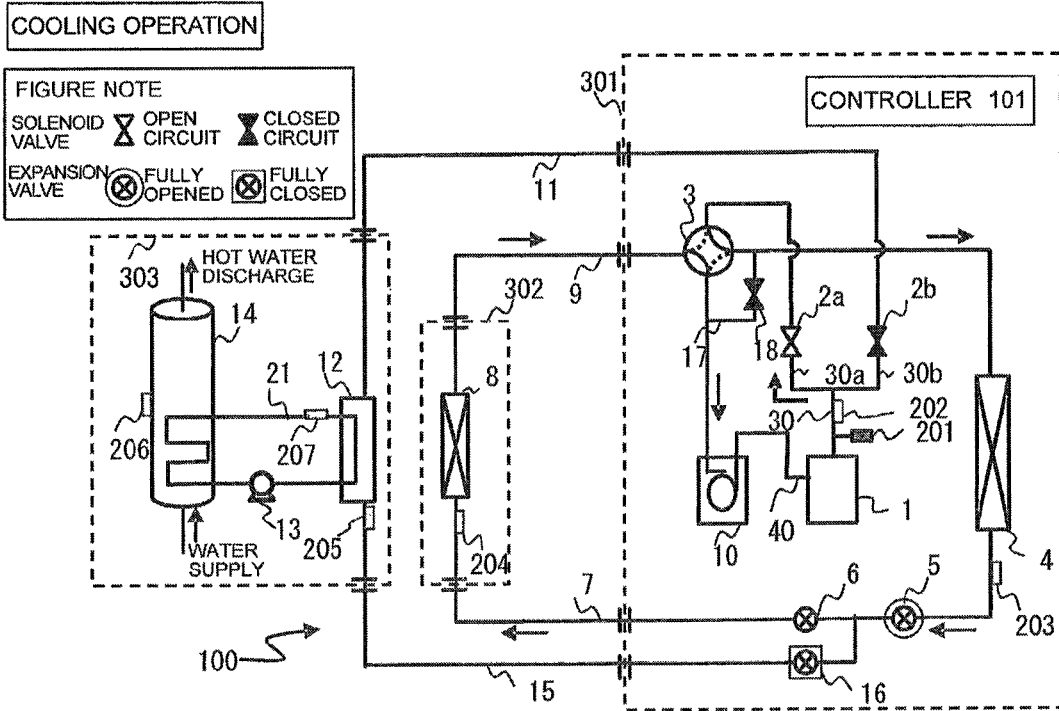 COOLING OPERATION
FIGURE NOTE
SOLENOID VALVE
OPEN CIRCUIT
CLOSED CIRCUIT
EXPANSION VALVE
FULLY OPENED
FULLY CLOSED
301
CONTROLLER 101
11
3
303
HOT WATER DISCHARGE
9
302
2a
2b
14
17
18
12
8
30a
30b
21
202
30
201
206
207
13
205
204
10
40
1
4
WATER SUPPLY
7
6
5
203
100
15
16